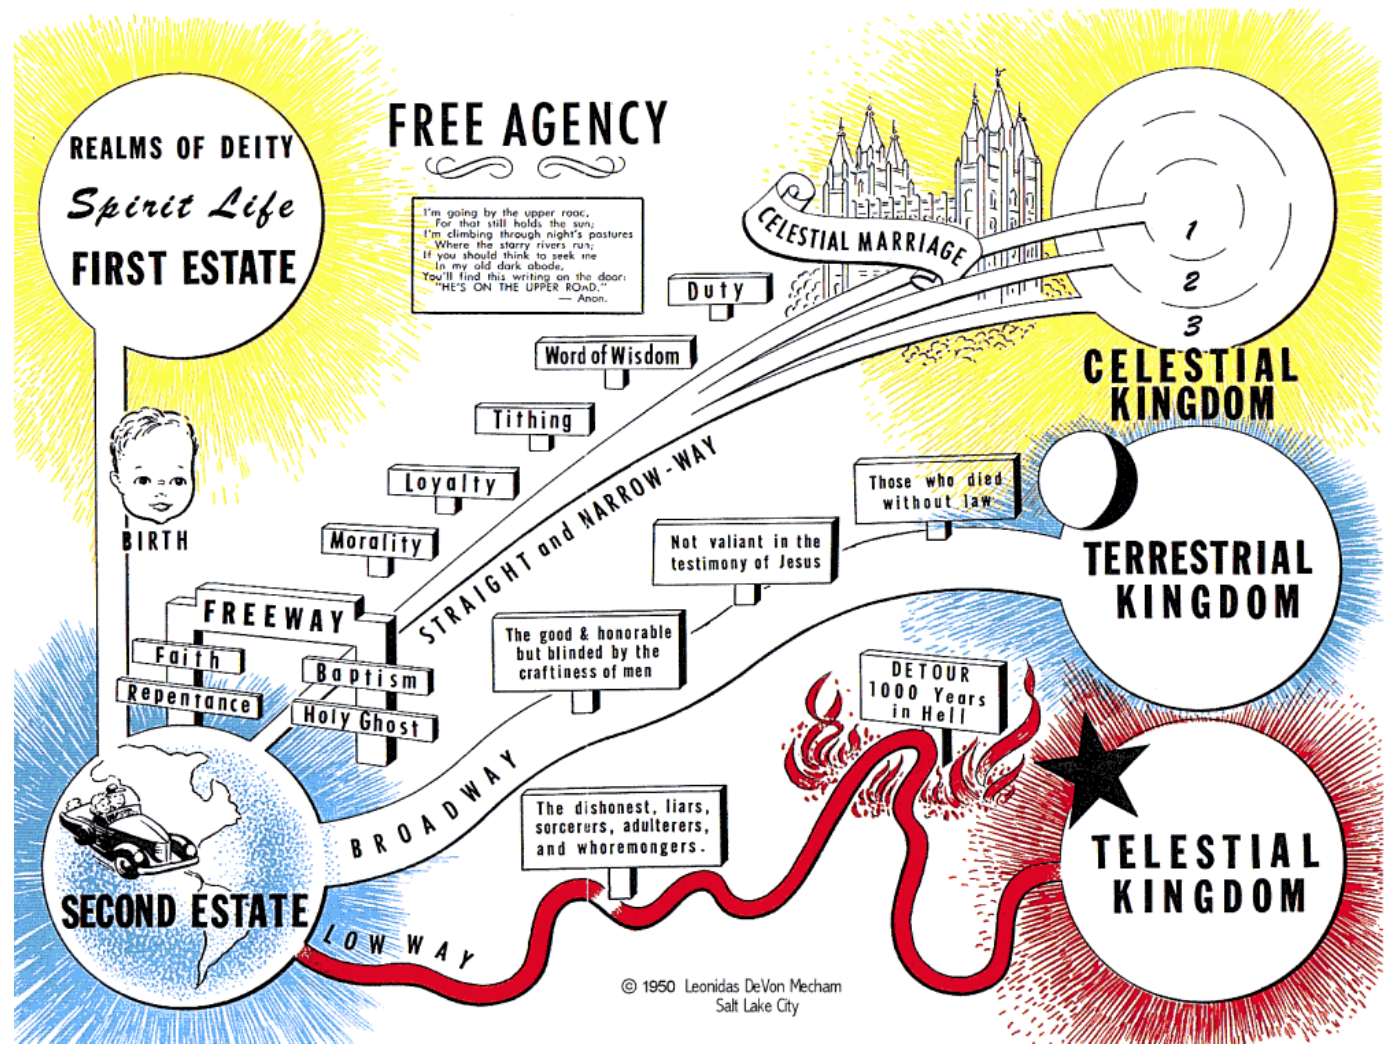 REALMS OF DEITY
Spirit Life
FIRST ESTATE
FREE AGENCY
I'm going by the upper road,
For that still holds the sun;
I'm climbing through night's pastures
Where the starry rivers run;
If you should think to seek me
In my old dark abode,
You'll find this writing on the door:
"HE'S ON THE UPPER ROAD."
— Anon.
CELESTIAL MARRIAGE
1
2
3
CELESTIAL
KINGDOM
Duty
Word of Wisdom
Tithing
Loyalty
Morality
BIRTH
FREEWAY
Faith
Repentance
Baptism
Holy Ghost
STRAIGHT and NARROW-WAY
Those who died
without law
Not valiant in the
testimony of Jesus
The good & honorable
but blinded by the
craftiness of men
TERRESTRIAL
KINGDOM
BROADWAY
DETOUR
1000 Years
in Hell
The dishonest, liars,
sorcerers, adulterers,
and whoremongers.
TELESTIAL
KINGDOM
SECOND ESTATE
LOW WAY
© 1950 Leonidas DeVon Mecham
Salt Lake City